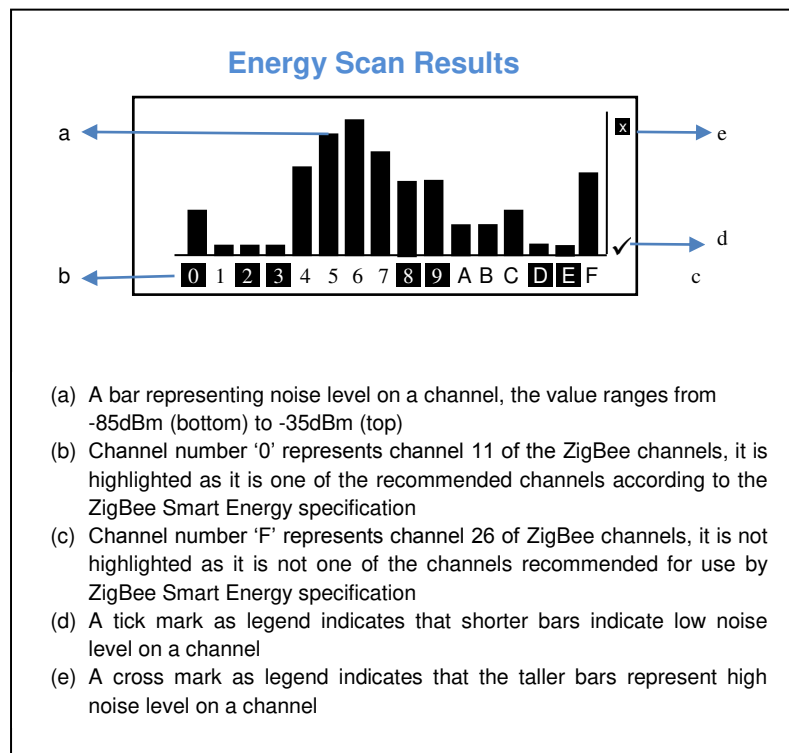 Energy Scan Results
a
x
e
✓
d
b
0 1 2 3 4 5 6 7 8 9 A B C D E F
c
(a) A bar representing noise level on a channel, the value ranges from
-85dBm (bottom) to -35dBm (top)
(b) Channel number ‘0’ represents channel 11 of the ZigBee channels, it is
highlighted as it is one of the recommended channels according to the
ZigBee Smart Energy specification
(c) Channel number ‘F’ represents channel 26 of ZigBee channels, it is not
highlighted as it is not one of the channels recommended for use by
ZigBee Smart Energy specification
(d) A tick mark as legend indicates that shorter bars indicate low noise
level on a channel
(e) A cross mark as legend indicates that the taller bars represent high
noise level on a channel